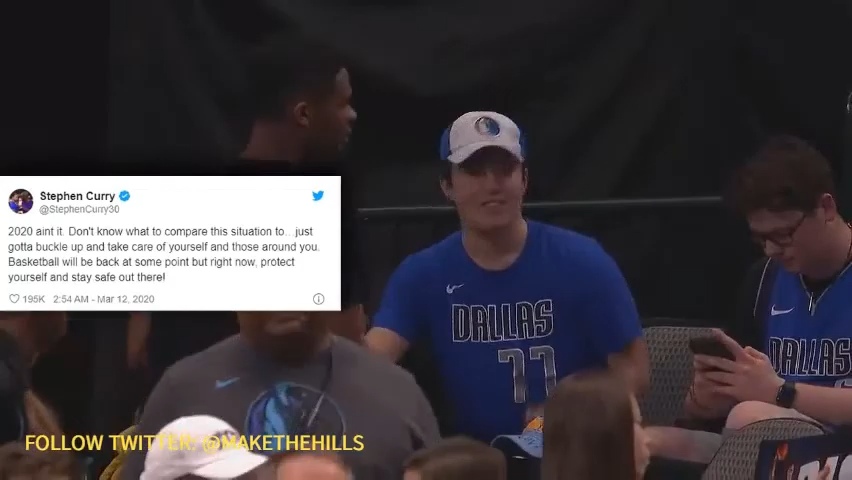 Stephen Curry
@StephenCurry30
2020 aint it. Don't know what to compare this situation to... just
gotta buckle up and take care of yourself and those around you.
Basketball will be back at some point but right now, protect
yourself and stay safe out there!
195K 2:54 AM - Mar 12, 2020
DALLAS
77
DALLAS
FOLLOW TWITTER! @MAKETHEHILLS